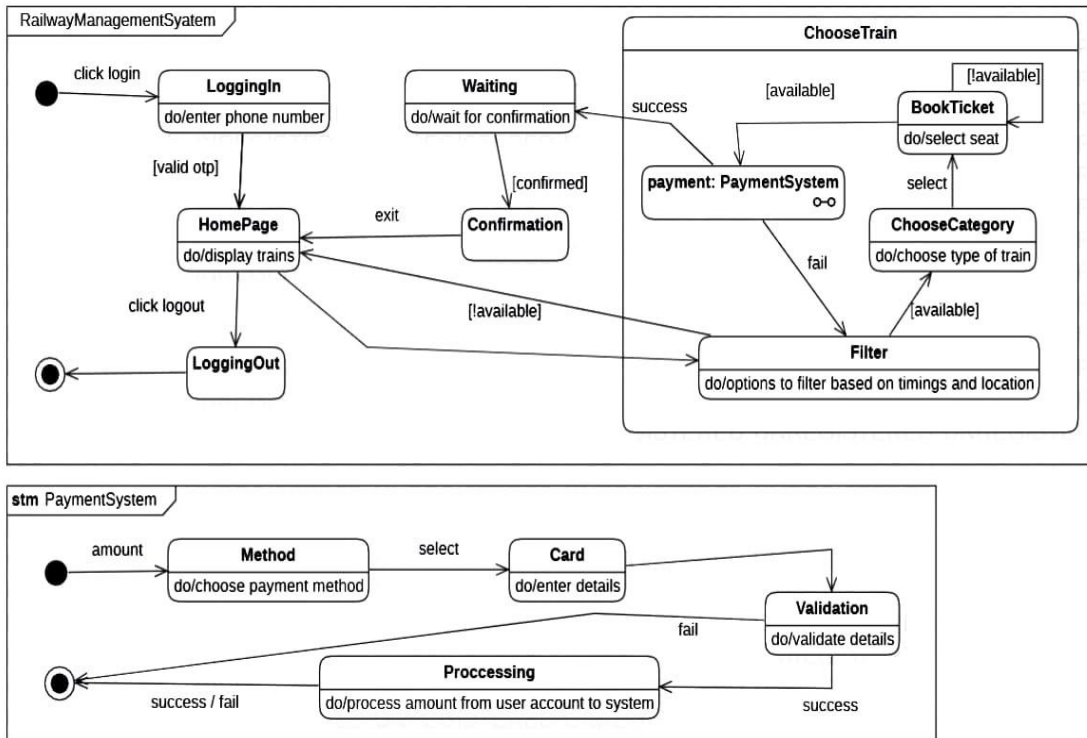 RailwayManagementSyatem
ChooseTrain
click login
LoggingIn
do/enter phone number
Waiting
do/wait for confirmation
success
[available]
[!available]
BookTicket
do/select seat
[valid otp]
[confirmed]
payment: PaymentSystem
select
HomePage
do/display trains
exit
Confirmation
ChooseCategory
do/choose type of train
fail
click logout
[!available]
[available]
LoggingOut
Filter
do/options to filter based on timings and location
stm PaymentSystem
amount
Method
do/choose payment method
select
Card
do/enter details
Validation
do/validate details
fail
Proccessing
do/process amount from user account to system
success / fail
success